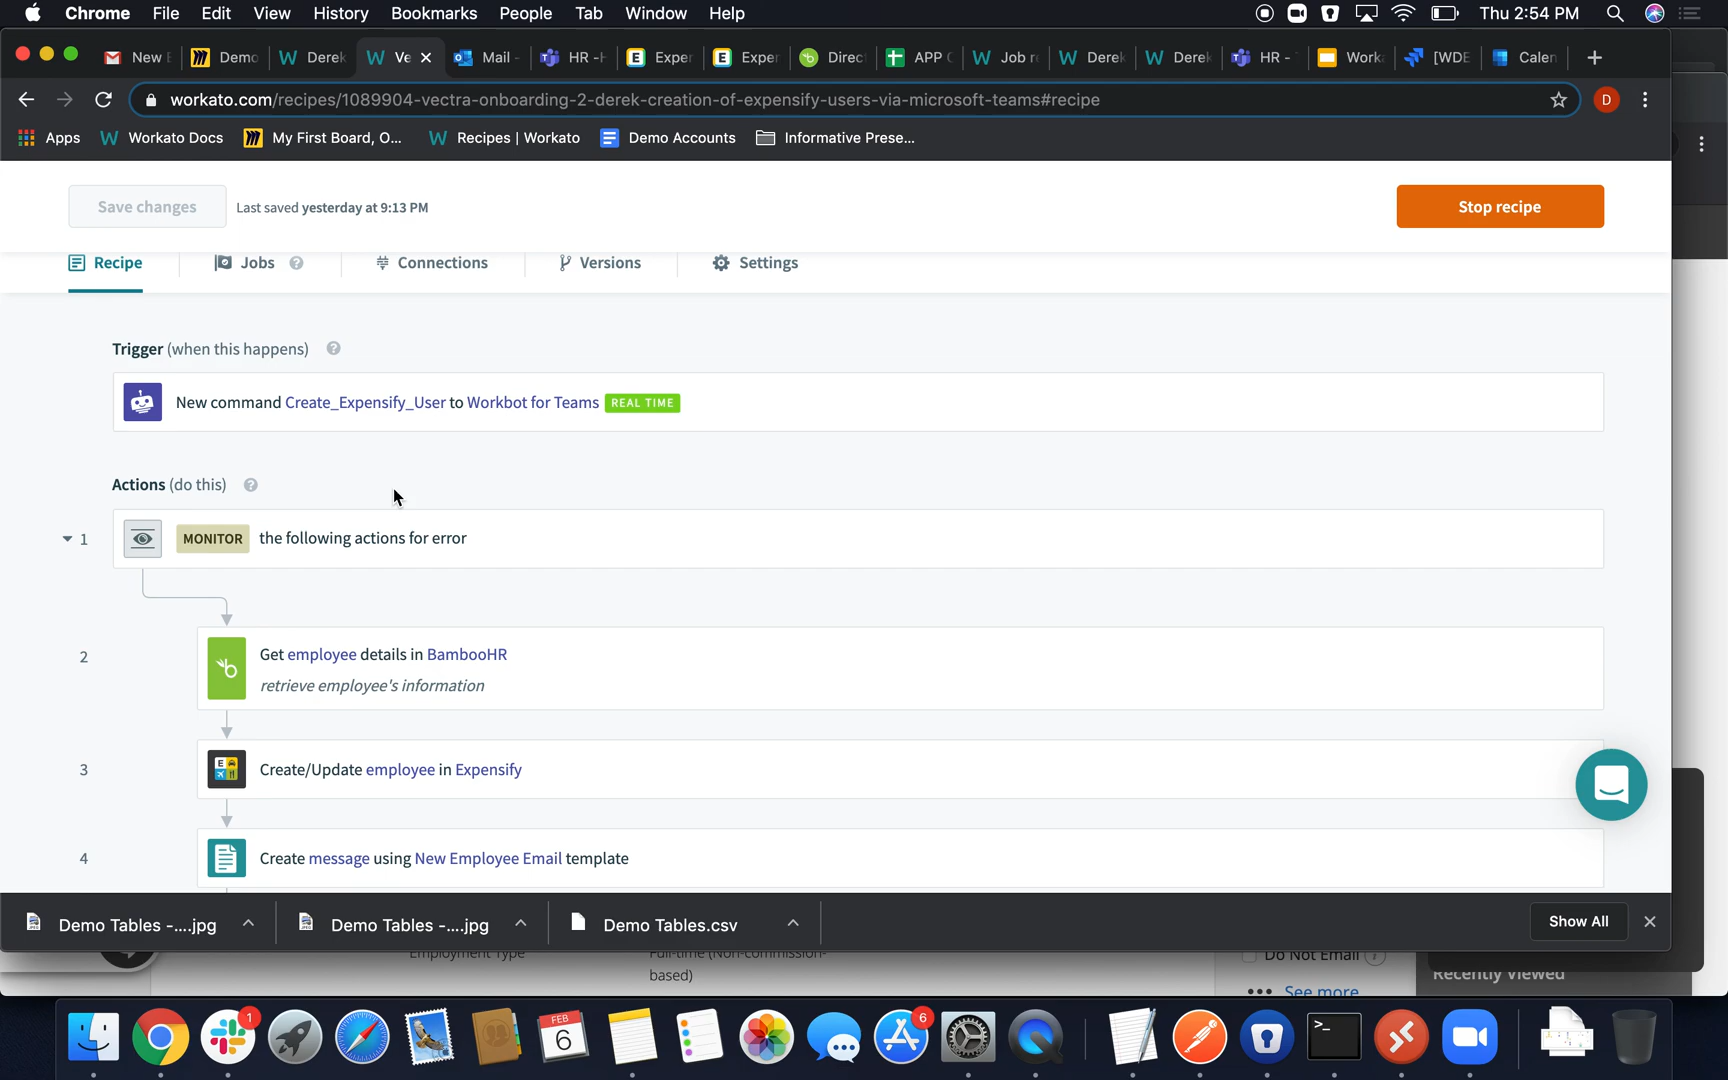 Chrome File Edit View History Bookmarks People Tab Window Help Thu 2:54 PM
New E Demo Derek Ve Mail - HR -H Exper Exper Direct APP C Job re Derek Derek HR - Worka [WDE Calen
workato.com/recipes/1089904-vectra-onboarding-2-derek-creation-of-expensify-users-via-microsoft-teams#recipe D
Apps Workato Docs My First Board, O... Recipes | Workato Demo Accounts Informative Prese...
Save changes Last saved yesterday at 9:13 PM Stop recipe
Recipe Jobs ? Connections Versions Settings
Trigger (when this happens) ?
New command Create_Expensify_User to Workbot for Teams REAL TIME
Actions (do this) ?
1 MONITOR the following actions for error
2 Get employee details in BambooHR
retrieve employee's information
3 Create/Update employee in Expensify
4 Create message using New Employee Email template
Demo Tables -....jpg Demo Tables -....jpg Demo Tables.csv Show All
Employment Type Full-time (Non-commission-
based)
Do Not Email
Recently Viewed
See more
1 FEB 6 6